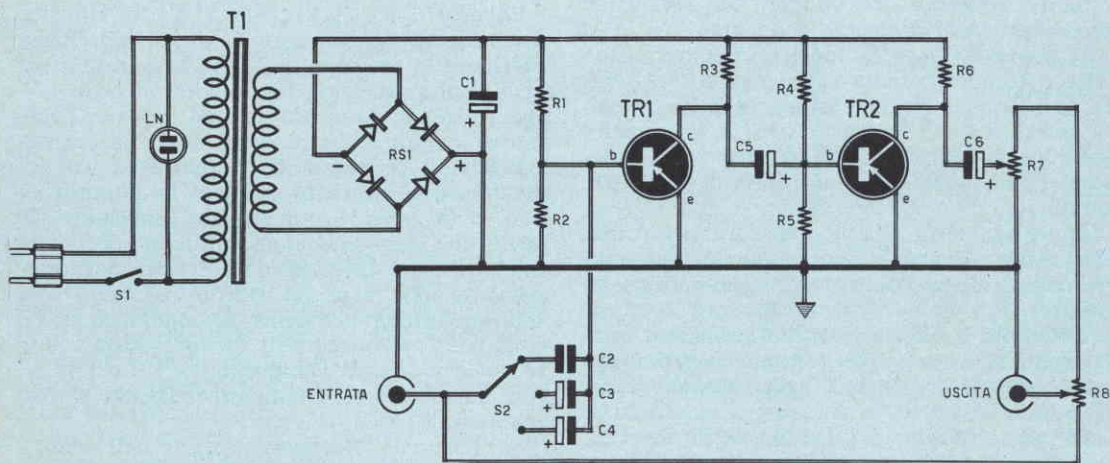 T1
LN
S1
C1
+
RS1
-
+
R1
R2
TR1
b
c
e
R3
C5
+
R4
R5
TR2
b
c
e
R6
C6
+
R7
ENTRATA
S2
C2
C3
+
C4
+
USCITA
R8